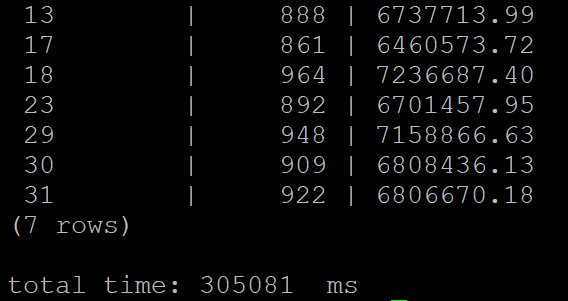 13 | 888 | 6737713.99
17 | 861 | 6460573.72
18 | 964 | 7236687.40
23 | 892 | 6701457.95
29 | 948 | 7158866.63
30 | 909 | 6808436.13
31 | 922 | 6806670.18
(7 rows)
total time: 305081 ms